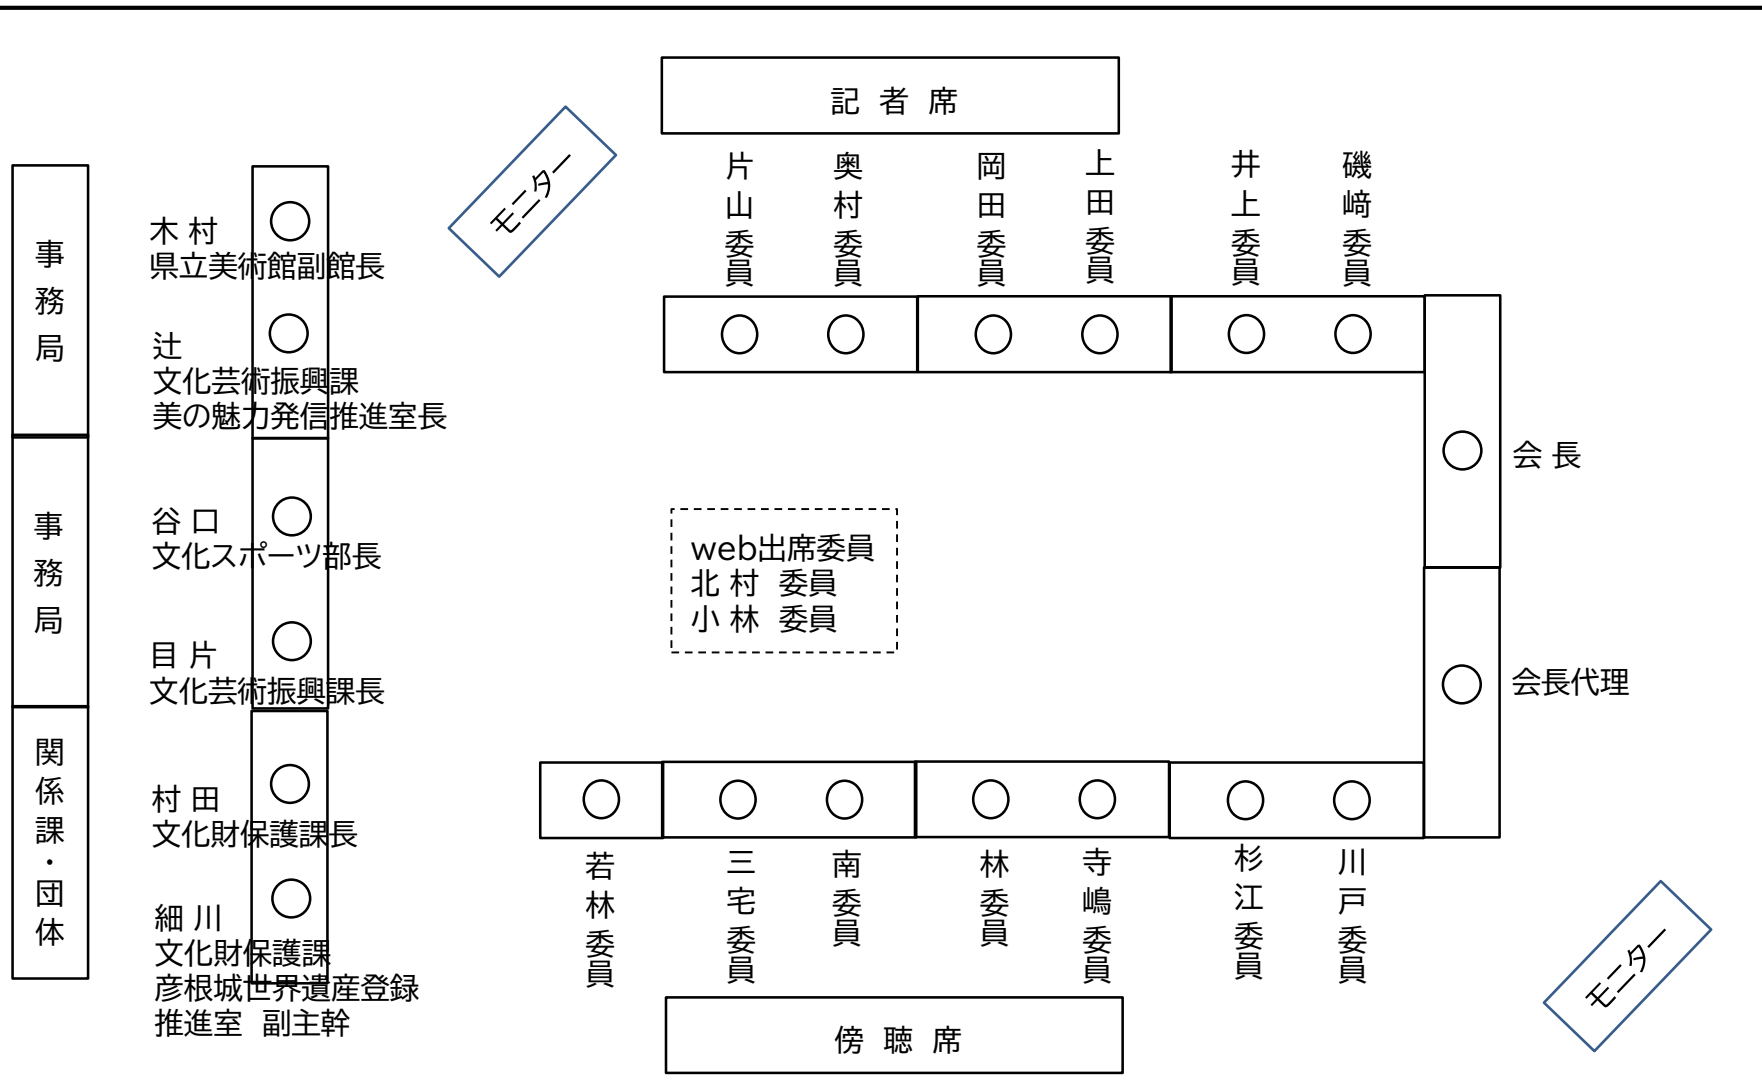 記者席
モニター
片山委員
奥村委員
岡田委員
上田委員
井上委員
磯﨑委員
事務局
木村
県立美術館副館長
辻
文化芸術振興課
美の魅力発信推進室長
事務局
谷口
文化スポーツ部長
目片
文化芸術振興課長
関係課・団体
村田
文化財保護課長
細川
文化財保護課
彦根城世界遺産登録
推進室 副主幹
web出席委員
北村 委員
小林 委員
会長
会長代理
若林委員
三宅委員
南委員
林委員
寺嶋委員
杉江委員
川戸委員
モニター
傍聴席